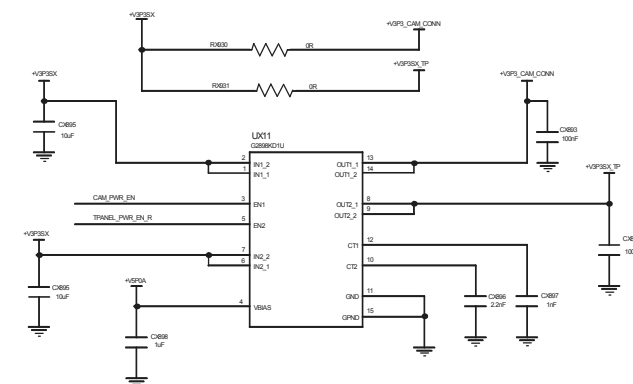 +V3P3SX
+V3P3_CAM_CONN
RX930
0R
+V3P3SX_TP
RX931
0R
+V3P3SX
+V3P3_CAM_CONN
CX895
10uF
CX893
100nF
UX11
G2898KD1U
2
IN1_2
OUT1_1
13
1
IN1_1
OUT1_2
14
+V3P3SX_TP
CAM_PWR_EN
3
EN1
OUT2_1
8
TPANEL_PWR_EN_R
5
EN2
OUT2_2
9
+V3P3SX
7
IN2_2
CT1
12
6
IN2_1
CT2
10
CX8
100
CX895
10uF
+V5P0A
4
VBIAS
GND
11
GPND
15
CX896
2.2nF
CX897
1nF
CX898
1uF